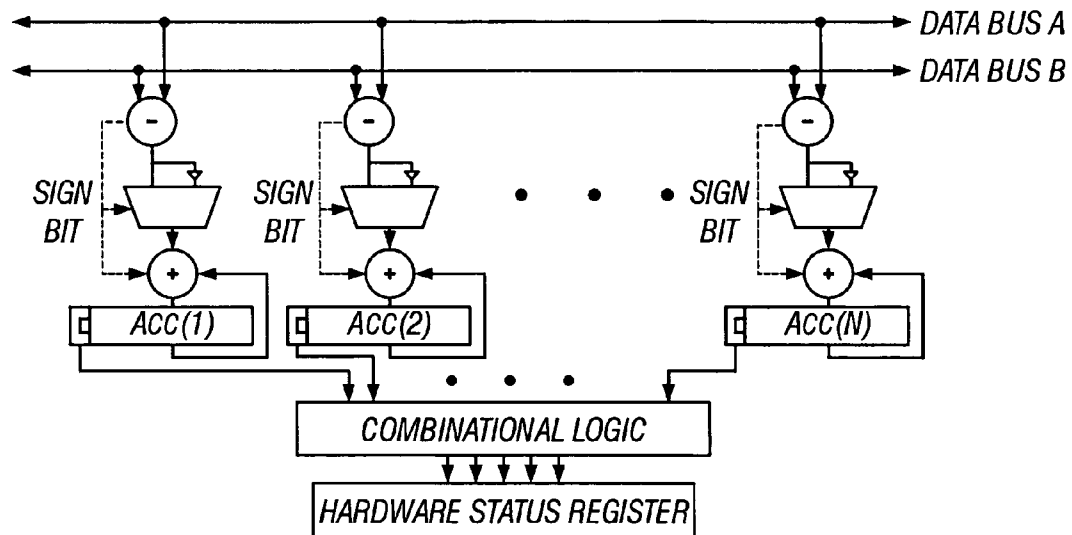 DATA BUS A
DATA BUS B
- - -
SIGN BIT SIGN BIT SIGN BIT
+ + +
ACC(1) ACC(2) ACC(N)
COMBINATIONAL LOGIC
HARDWARE STATUS REGISTER